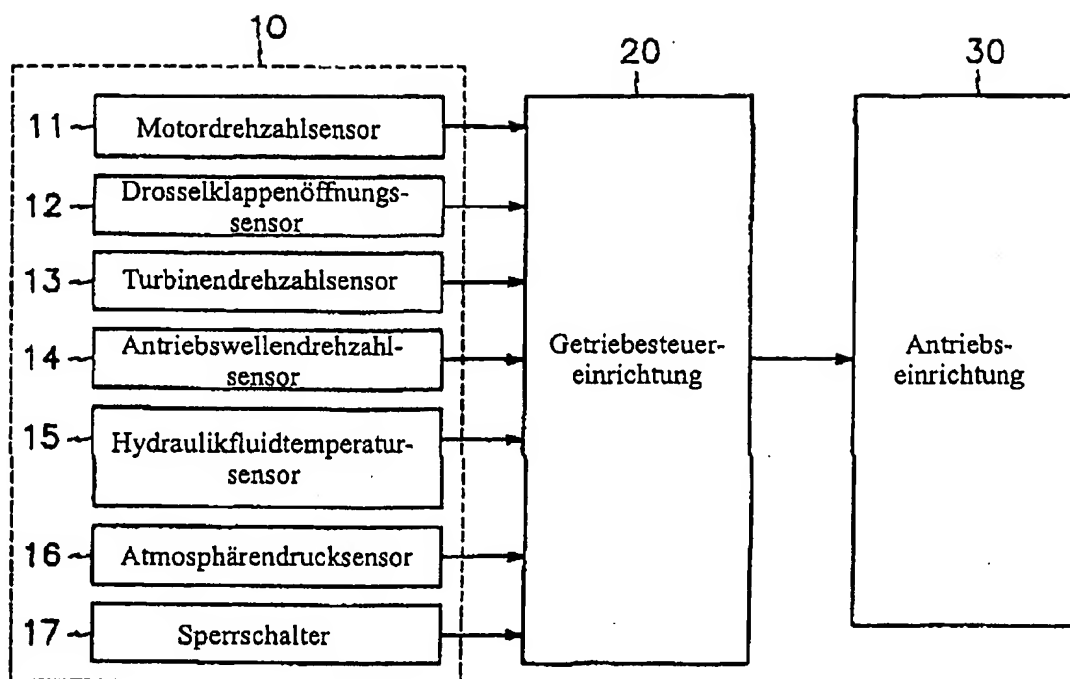 10
20
30
11 Motordrehzahlsensor
12 Drosselklappenöffnungs-
sensor
13 Turbinendrehzahlsensor
14 Antriebswellendrehzahl-
sensor
15 Hydraulikfluidtemperatur-
sensor
16 Atmosphärendrucksensor
17 Sperrschalter
Getriebesteuer-
einrichtung
Antriebs-
einrichtung